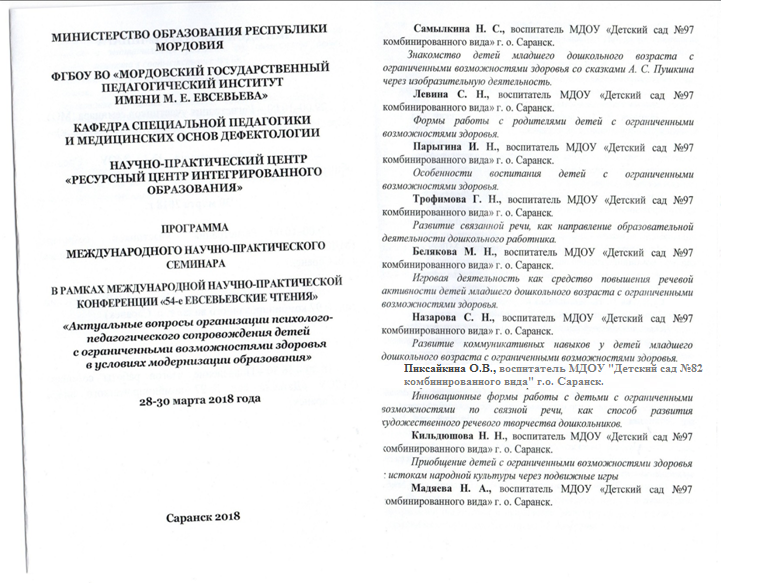 МИНИСТЕРСТВО ОБРАЗОВАНИЯ РЕСПУБЛИКИ
МОРДОВИЯ
ФГБОУ ВО «МОРДОВСКИЙ ГОСУДАРСТВЕННЫЙ
ПЕДАГОГИЧЕСКИЙ ИНСТИТУТ
ИМЕНИ М. Е. ЕВСЕВЬЕВА»
КАФЕДРА СПЕЦИАЛЬНОЙ ПЕДАГОГИКИ
И МЕДИЦИНСКИХ ОСНОВ ДЕФЕКТОЛОГИИ
НАУЧНО-ПРАКТИЧЕСКИЙ ЦЕНТР
«РЕСУРСНЫЙ ЦЕНТР ИНТЕГРИРОВАННОГО
ОБРАЗОВАНИЯ»
ПРОГРАММА
МЕЖДУНАРОДНОГО НАУЧНО-ПРАКТИЧЕСКОГО
СЕМИНАРА
В РАМКАХ МЕЖДУНАРОДНОЙ НАУЧНО-ПРАКТИЧЕСКОЙ
КОНФЕРЕНЦИИ «54-е ЕВСЕВЬЕВСКИЕ ЧТЕНИЯ»
«Актуальные вопросы организации психолого-
педагогического сопровождения детей
с ограниченными возможностями здоровья
в условиях модернизации образования»
28-30 марта 2018 года
Саранск 2018
Самылкина Н. С., воспитатель МДОУ «Детский сад №97
комбинированного вида» г. о. Саранск.
Знакомство детей младшего дошкольного возраста с
ограниченными возможностями здоровья со сказками А. С. Пушкина
через изобразительную деятельность.
Левина С. Н., воспитатель МДОУ «Детский сад №97
комбинированного вида» г. о. Саранск.
Формы работы с родителями детей с ограниченными
возможностями здоровья.
Парыгина И. Н., воспитатель МДОУ «Детский сад №97
комбинированного вида» г. о. Саранск.
Особенности воспитания детей с ограниченными
возможностями здоровья.
Трофимова Г. Н., воспитатель МДОУ «Детский сад №97
комбинированного вида» г. о. Саранск.
Развитие связанной речи, как направление образовательной
деятельности дошкольного работника.
Белякова М. Н., воспитатель МДОУ «Детский сад №97
комбинированного вида» г. о. Саранск.
Игровая деятельность как средство повышения речевой
активности детей младшего дошкольного возраста с ограниченными
возможностями здоровья.
Назарова С. Н., воспитатель МДОУ «Детский сад №97
комбинированного вида» г. о. Саранск.
Развитие коммуникативных навыков у детей младшего
дошкольного возраста с ограниченными возможностями здоровья.
Пиксайкина О.В., воспитатель МДОУ "Детский сад №82
комбинированного вида" г.о. Саранск.
Инновационные формы работы с детьми с ограниченными
возможностями по связной речи, как способ развития
художественного речевого творчества дошкольников.
Кильдюшова Н. Н., воспитатель МДОУ «Детский сад №97
комбинированного вида» г. о. Саранск.
Приобщение детей с ограниченными возможностями здоровья
: истокам народной культуры через подвижные игры
Мадяева Н. А., воспитатель МДОУ «Детский сад №97
комбинированного вида» г. о. Саранск.